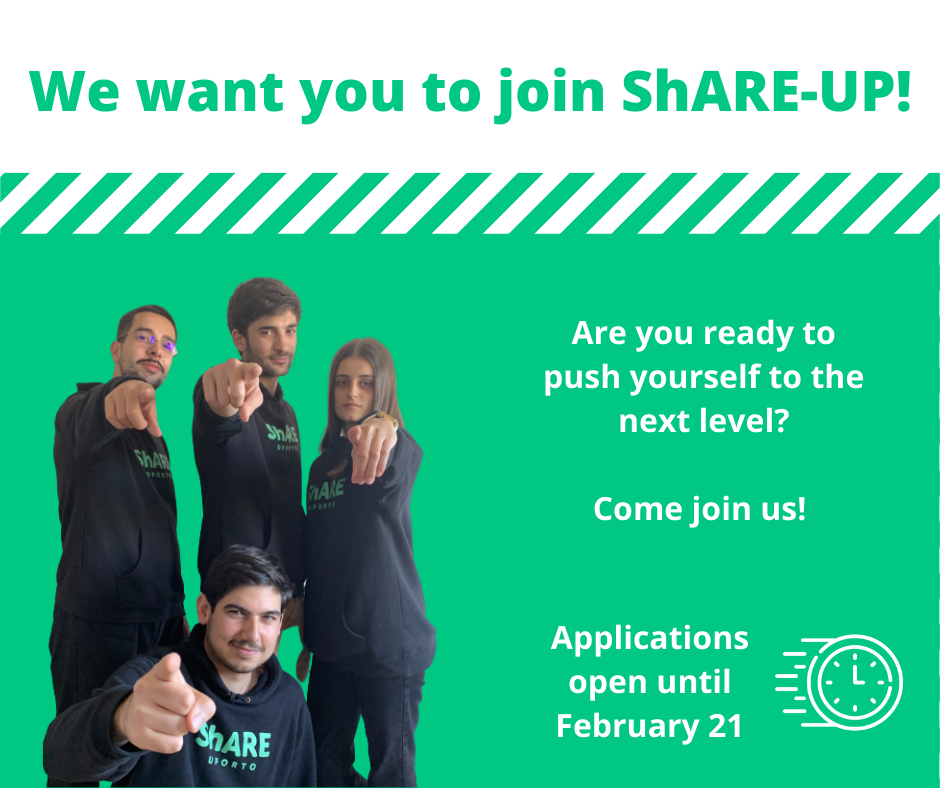 We want you to join ShARE-UP!
Are you ready to
push yourself to the
next level?
Come join us!
Applications
open until
February 21
ShARE
UPORTO
ShARE
UPORTO
ShARE
UPORTO
ShARE
UPORTO